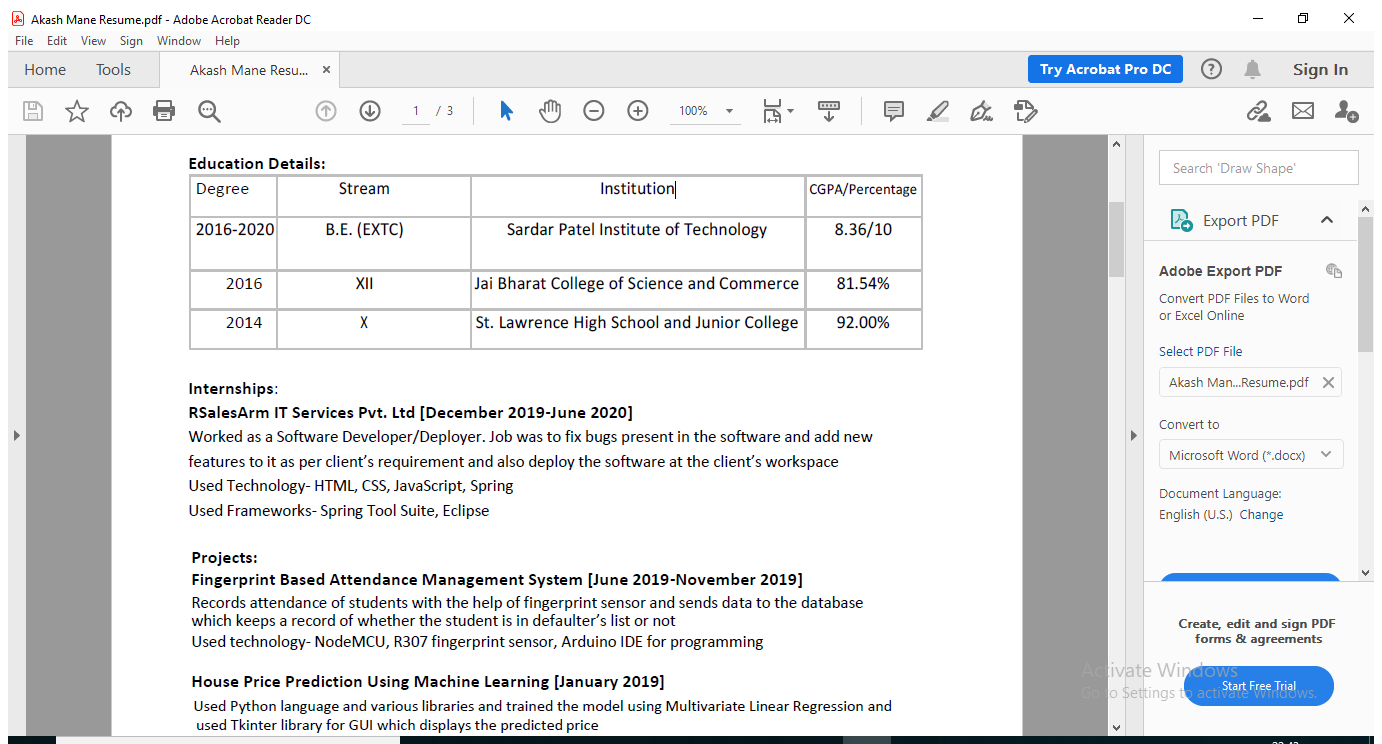 Akash Mane Resume.pdf - Adobe Acrobat Reader DC
File Edit View Sign Window Help
Home Tools Akash Mane Resu... × Try Acrobat Pro DC ? Sign In
1 / 3 100%
Search 'Draw Shape'
Export PDF
Adobe Export PDF
Convert PDF Files to Word
or Excel Online
Select PDF File
Akash Man...Resume.pdf
Convert to
Microsoft Word (*.docx)
Document Language:
English (U.S.) Change
Create, edit and sign PDF
forms & agreements
Start Free Trial
Activate Windows
Go to Settings to activate Windows.
Education Details:
Degree Stream Institution CGPA/Percentage
2016-2020 B.E. (EXTC) Sardar Patel Institute of Technology 8.36/10
2016 XII Jai Bharat College of Science and Commerce 81.54%
2014 X St. Lawrence High School and Junior College 92.00%
Internships:
RSalesArm IT Services Pvt. Ltd [December 2019-June 2020]
Worked as a Software Developer/Deployer. Job was to fix bugs present in the software and add new
features to it as per client’s requirement and also deploy the software at the client’s workspace
Used Technology- HTML, CSS, JavaScript, Spring
Used Frameworks- Spring Tool Suite, Eclipse
Projects:
Fingerprint Based Attendance Management System [June 2019-November 2019]
Records attendance of students with the help of fingerprint sensor and sends data to the database
which keeps a record of whether the student is in defaulter’s list or not
Used technology- NodeMCU, R307 fingerprint sensor, Arduino IDE for programming
House Price Prediction Using Machine Learning [January 2019]
Used Python language and various libraries and trained the model using Multivariate Linear Regression and
used Tkinter library for GUI which displays the predicted price